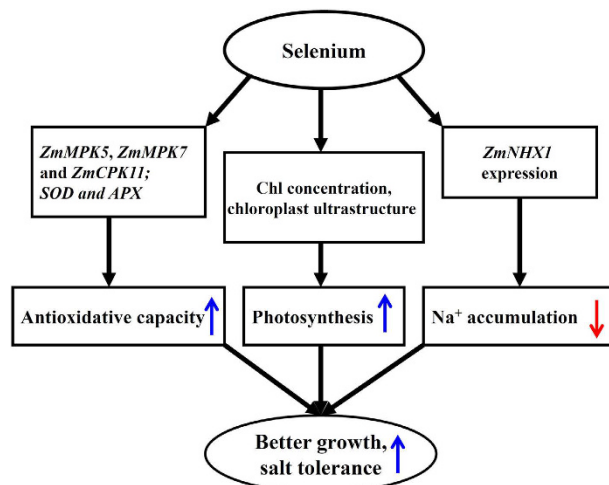 Selenium
ZmMPK5, ZmMPK7
and ZmCPK11;
SOD and APX
Chl concentration,
chloroplast ultrastructure
ZmNHX1
expression
Antioxidative capacity
Photosynthesis
Na⁺ accumulation
Better growth,
salt tolerance